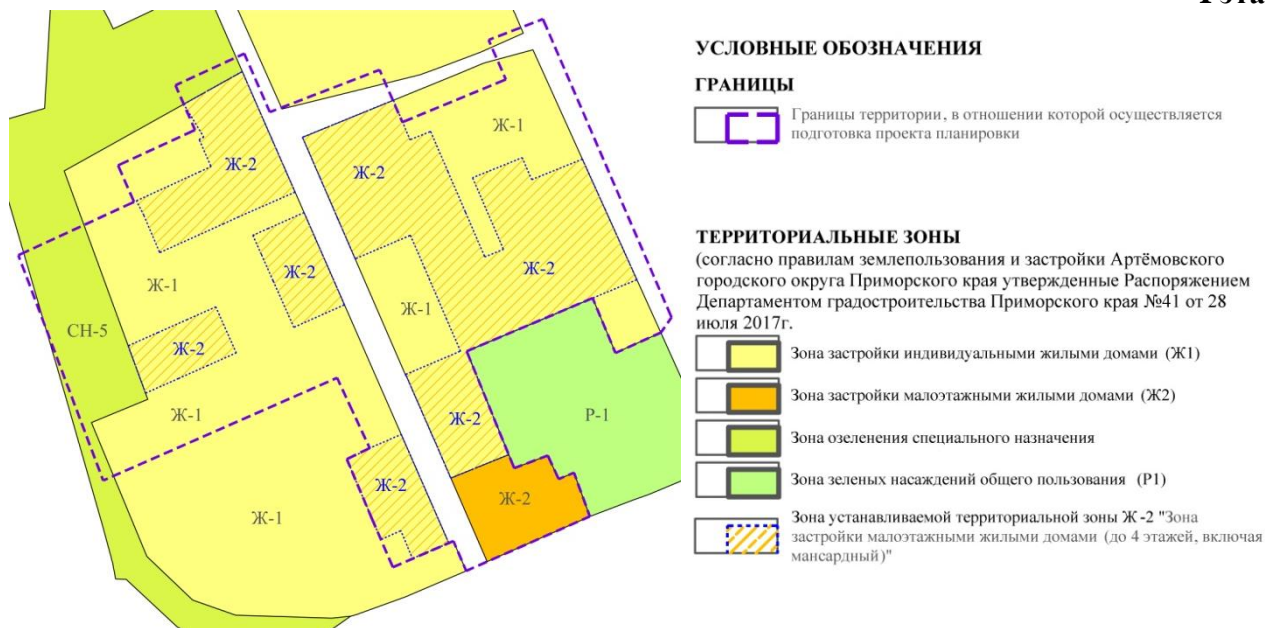 УСЛОВНЫЕ ОБОЗНАЧЕНИЯ
ГРАНИЦЫ
Границы территории, в отношении которой осуществляется
подготовка проекта планировки
ТЕРРИТОРИАЛЬНЫЕ ЗОНЫ
(согласно правилам землепользования и застройки Артёмовского
городского округа Приморского края утвержденные Распоряжением
Департаментом градостроительства Приморского края №41 от 28
июля 2017г.
Зона застройки индивидуальными жилыми домами (Ж1)
Зона застройки малоэтажными жилыми домами (Ж2)
Зона озеленения специального назначения
Зона зеленых насаждений общего пользования (Р1)
Зона устанавливаемой территориальной зоны Ж -2 "Зона
застройки малоэтажными жилыми домами (до 4 этажей, включая
мансардный)"
Ж-1
Ж-2
Ж-2
Ж-2
Ж-2
Ж-1
Ж-1
СН-5
Ж-2
Ж-1
Ж-2
Р-1
Ж-2
Ж-2
Ж-1